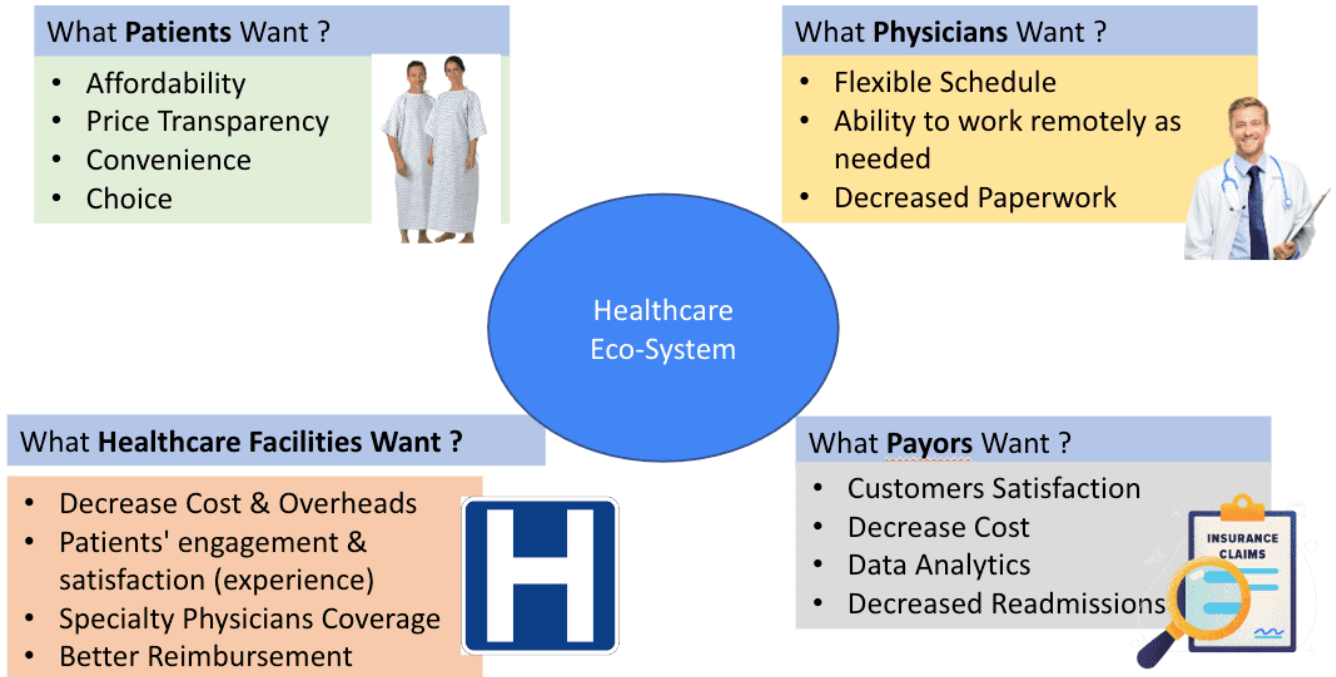 What Patients Want ?
• Affordability
• Price Transparency
• Convenience
• Choice
What Physicians Want ?
• Flexible Schedule
• Ability to work remotely as
needed
• Decreased Paperwork
Healthcare
Eco-System
What Healthcare Facilities Want ?
• Decrease Cost & Overheads
• Patients' engagement &
satisfaction (experience)
• Specialty Physicians Coverage
• Better Reimbursement
H
What Payors Want ?
• Customers Satisfaction
• Decrease Cost
• Data Analytics
• Decreased Readmissions
INSURANCE
CLAIMS